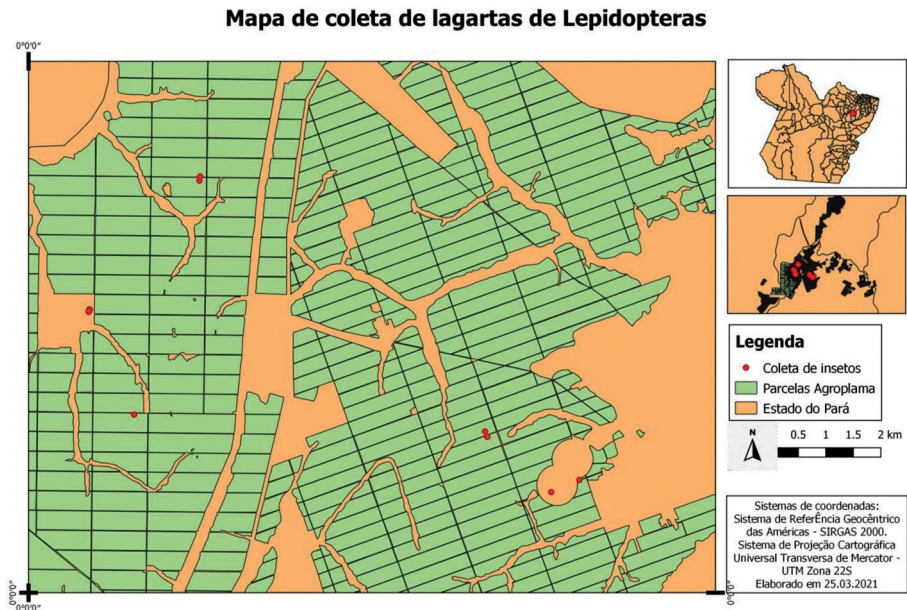 Mapa de coleta de lagartas de Lepidopteras
0°0'0"
0°0'0"
0°0'0"
0°0'0"
Legenda
Coleta de insetos
Parcelas Agroplama
Estado do Pará
N
0.5 1 1.5 2 km
Sistemas de coordenadas:
Sistema de ReferÊncia Geocêntrico
das Américas - SIRGAS 2000.
Sistema de Projeção Cartográfica
Universal Transversa de Mercator -
UTM Zona 22S
Elaborado em 25.03.2021